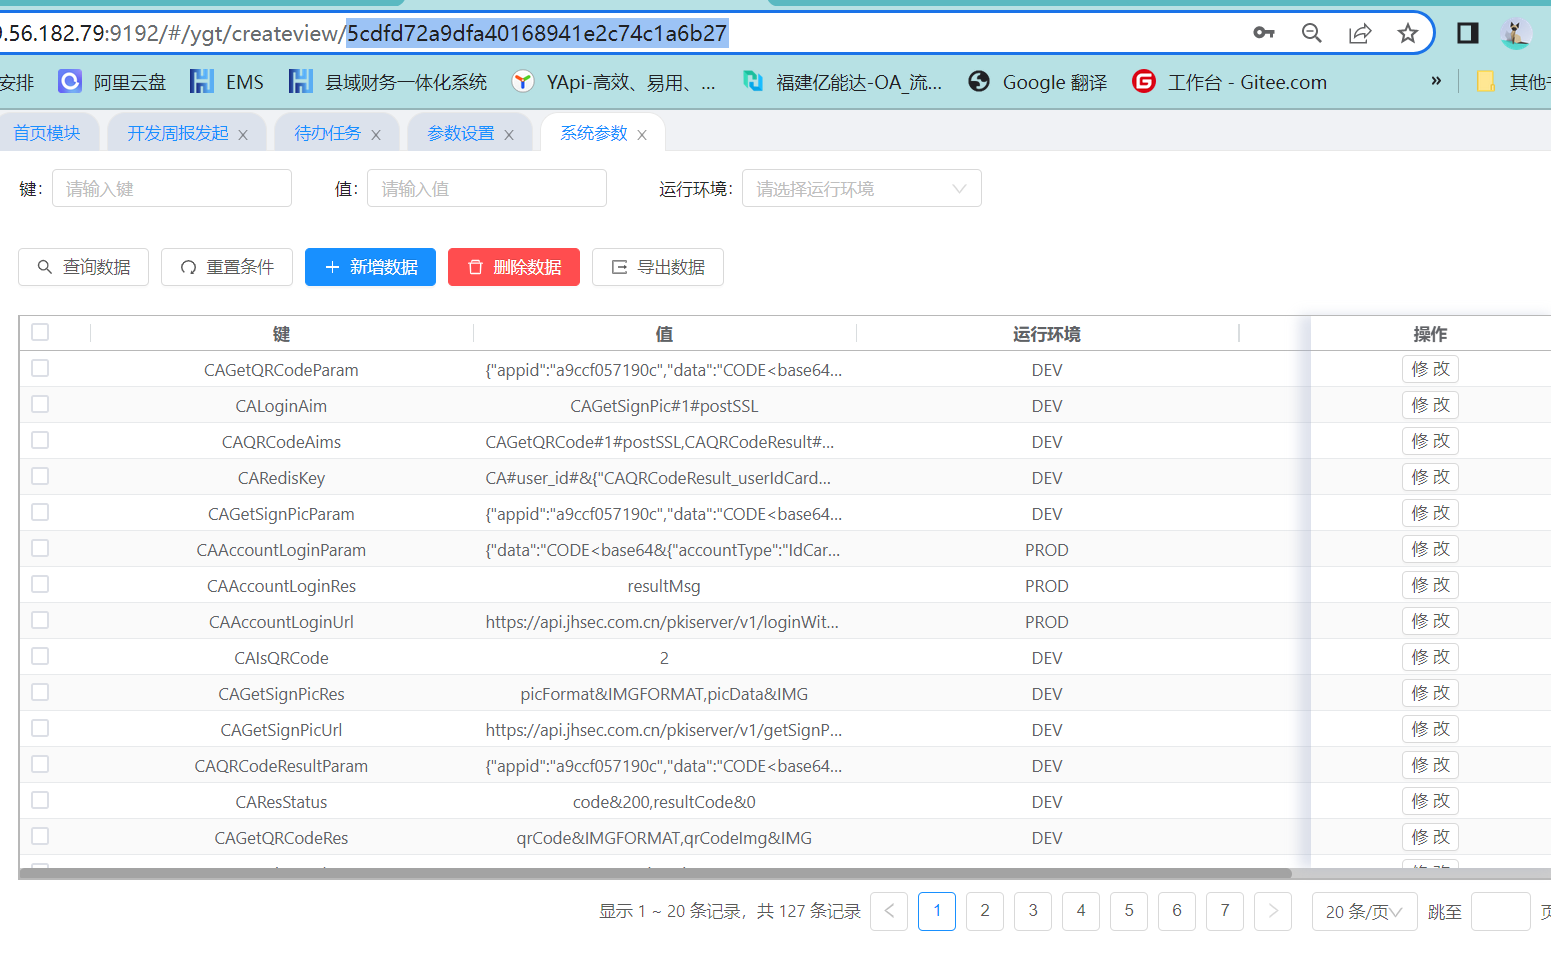 .56.182.79:9192/#/ygt/createview/5cdfd72a9dfa40168941e2c74c1a6b27
安排 阿里云盘 EMS 县域财务一体化系统 YApi-高效、易用、... 福建亿能达-OA_流... Google 翻译 工作台 - Gitee.com » 其他
首页模块 开发周报发起 × 待办任务 × 参数设置 × 系统参数 ×
键: 请输入键 值: 请输入值 运行环境: 请选择运行环境
查询数据 重置条件 + 新增数据 删除数据 导出数据
键 值 运行环境 操作
CAGetQRCodeParam {"appid":"a9ccf057190c","data":"CODE<base64... DEV 修 改
CALoginAim CAGetSignPic#1#postSSL DEV 修 改
CAQRCodeAims CAGetQRCode#1#postSSL,CAQRCodeResult#... DEV 修 改
CARedisKey CA#user_id#&{"CAQRCodeResult_userIdCard... DEV 修 改
CAGetSignPicParam {"appid":"a9ccf057190c","data":"CODE<base64... DEV 修 改
CAAccountLoginParam {"data":"CODE<base64&{"accountType":"IdCar... PROD 修 改
CAAccountLoginRes resultMsg PROD 修 改
CAAccountLoginUrl https://api.jhsec.com.cn/pkiserver/v1/loginWit... PROD 修 改
CAIsQRCode 2 DEV 修 改
CAGetSignPicRes picFormat&IMGFORMAT,picData&IMG DEV 修 改
CAGetSignPicUrl https://api.jhsec.com.cn/pkiserver/v1/getSignP... DEV 修 改
CAQRCodeResultParam {"appid":"a9ccf057190c","data":"CODE<base64... DEV 修 改
CAResStatus code&200,resultCode&0 DEV 修 改
CAGetQRCodeRes qrCode&IMGFORMAT,qrCodeImg&IMG DEV 修 改
显示 1 ~ 20 条记录，共 127 条记录 < 1 2 3 4 5 6 7 > 20 条/页 跳至 页